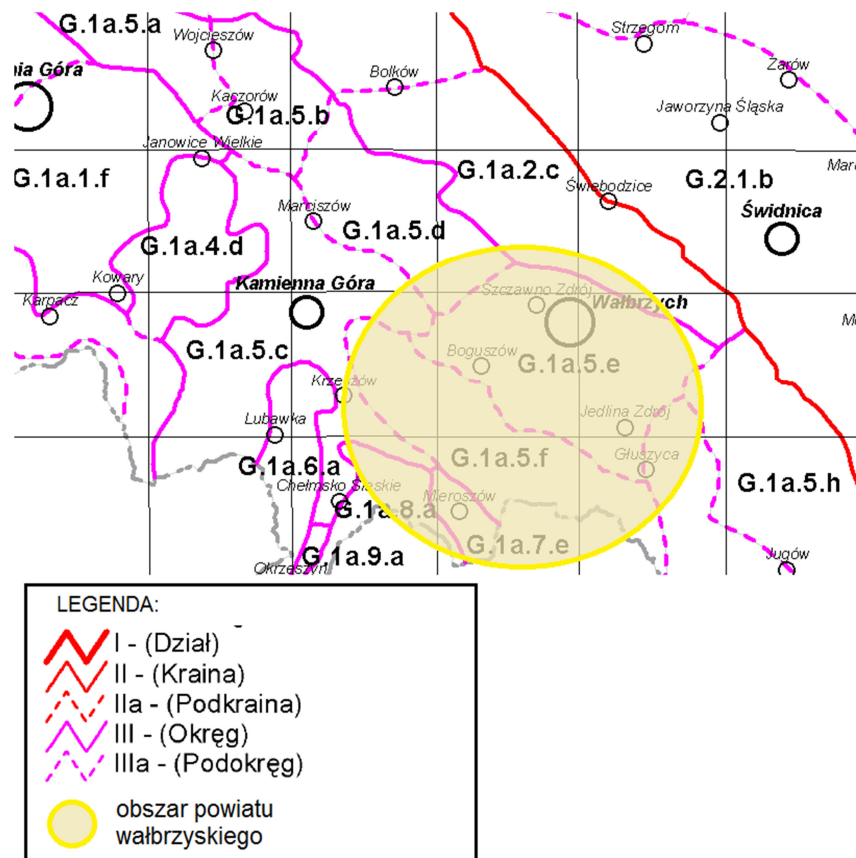 G.1a.5.a
Wojcieszów
Strzegom
nia Góra
Bolków
Żarów
Kaczorów
G.1a.5.b
Jaworzyna Śląska
Janowice Wielkie
G.1a.1.f
G.1a.2.c
G.2.1.b
Świebodzice
Marciszów
Świdnica
G.1a.4.d
G.1a.5.d
Kowary
Kamienna Góra
Szczawno Zdrój
Wałbrzych
Karpacz
G.1a.5.c
Boguszów
G.1a.5.e
Krzeszów
Lubawka
Jedlina Zdrój
G.1a.6.a
G.1a.5.f
Głuszyca
Chełmsko Śląskie
G.1a.5.h
G.1a.8.a
Mieroszów
G.1a.9.a
G.1a.7.e
Okrzeszyn
Jugów
LEGENDA:
I - (Dział)
II - (Kraina)
IIa - (Podkraina)
III - (Okręg)
IIIa - (Podokręg)
obszar powiatu
wałbrzyskiego